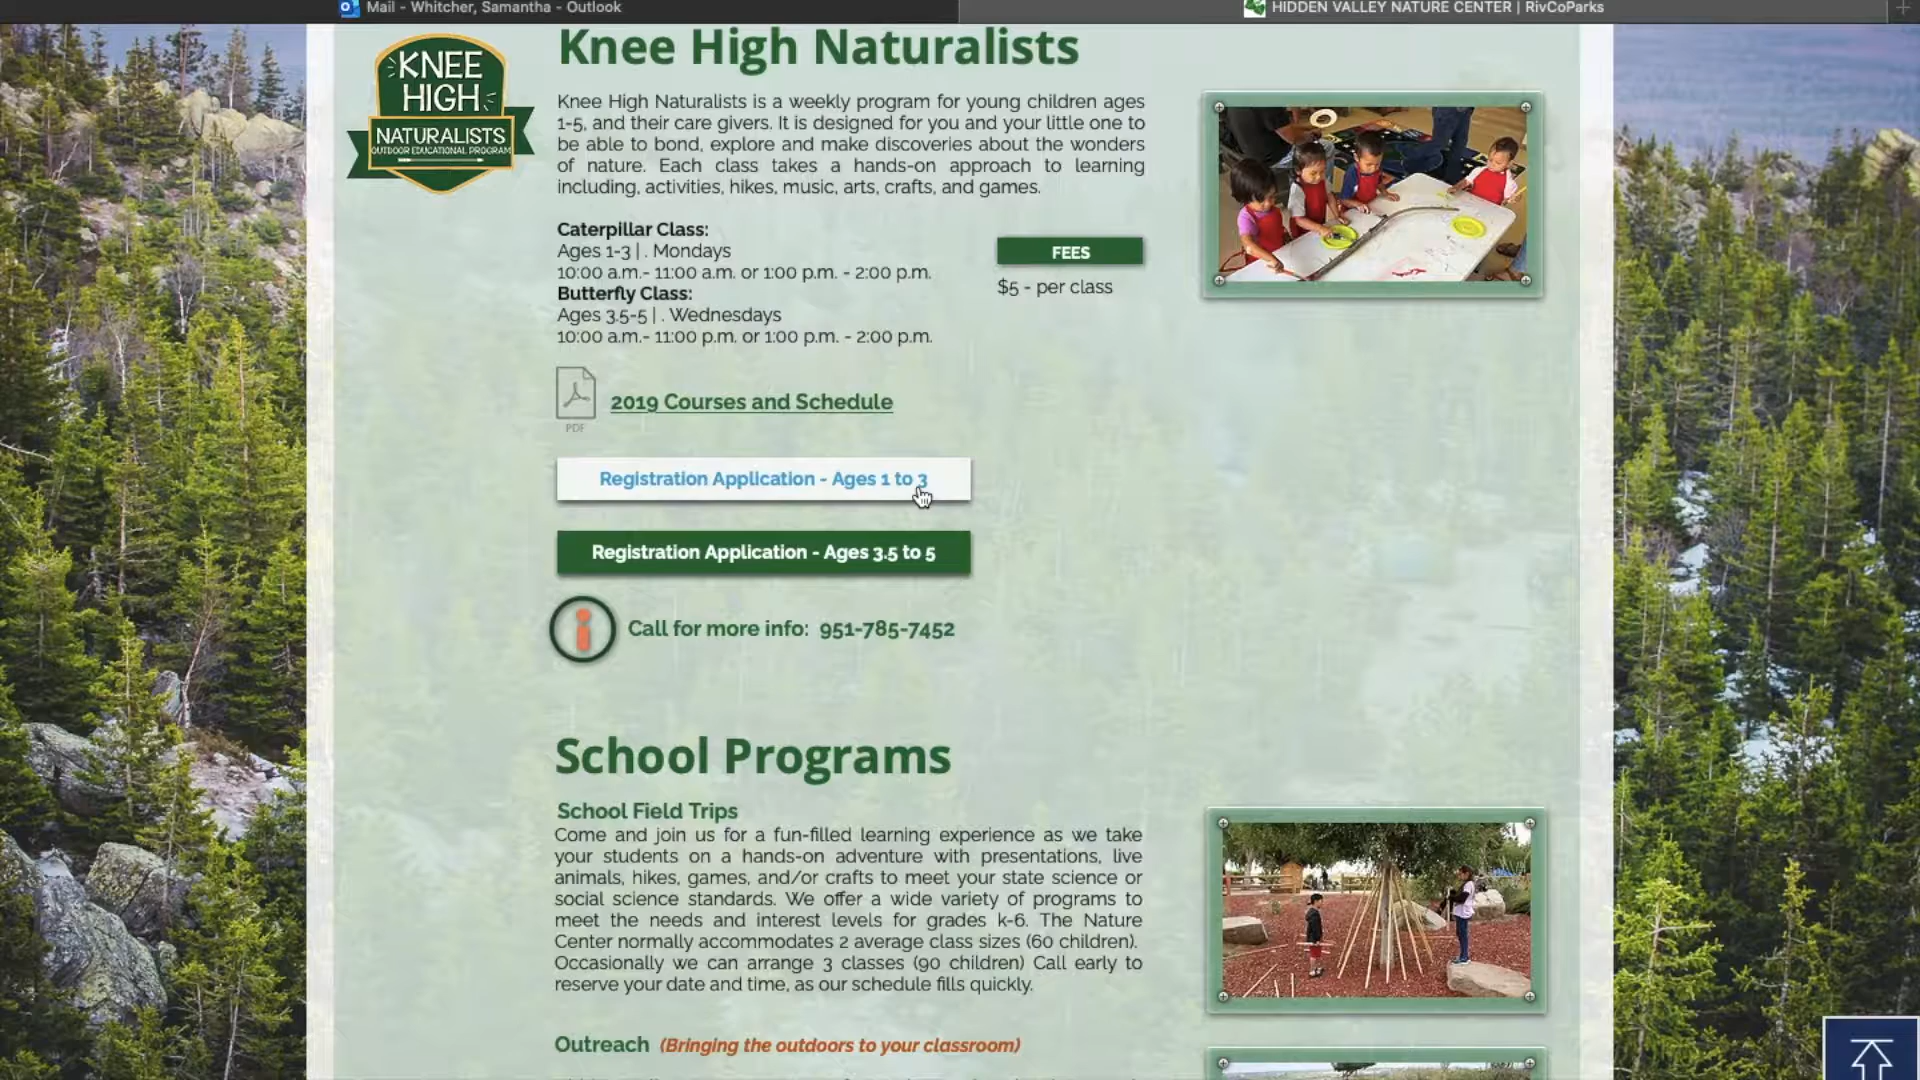 Mail - Whitcher, Samantha - Outlook
HIDDEN VALLEY NATURE CENTER | RivCoParks
KNEE
HIGH
NATURALISTS
OUTDOOR EDUCATIONAL PROGRAM
Knee High Naturalists
Knee High Naturalists is a weekly program for young children ages
1-5, and their care givers. It is designed for you and your little one to
be able to bond, explore and make discoveries about the wonders
of nature. Each class takes a hands-on approach to learning
including, activities, hikes, music, arts, crafts, and games.
Caterpillar Class:
Ages 1-3 | . Mondays
10:00 a.m.- 11:00 a.m. or 1:00 p.m. - 2:00 p.m.
Butterfly Class:
Ages 3.5-5 | . Wednesdays
10:00 a.m.- 11:00 p.m. or 1:00 p.m. - 2:00 p.m.
FEES
$5 - per class
PDF
2019 Courses and Schedule
Registration Application - Ages 1 to 3
Registration Application - Ages 3.5 to 5
Call for more info: 951-785-7452
School Programs
School Field Trips
Come and join us for a fun-filled learning experience as we take
your students on a hands-on adventure with presentations, live
animals, hikes, games, and/or crafts to meet your state science or
social science standards. We offer a wide variety of programs to
meet the needs and interest levels for grades k-6. The Nature
Center normally accommodates 2 average class sizes (60 children).
Occasionally we can arrange 3 classes (90 children) Call early to
reserve your date and time, as our schedule fills quickly.
Outreach (Bringing the outdoors to your classroom)